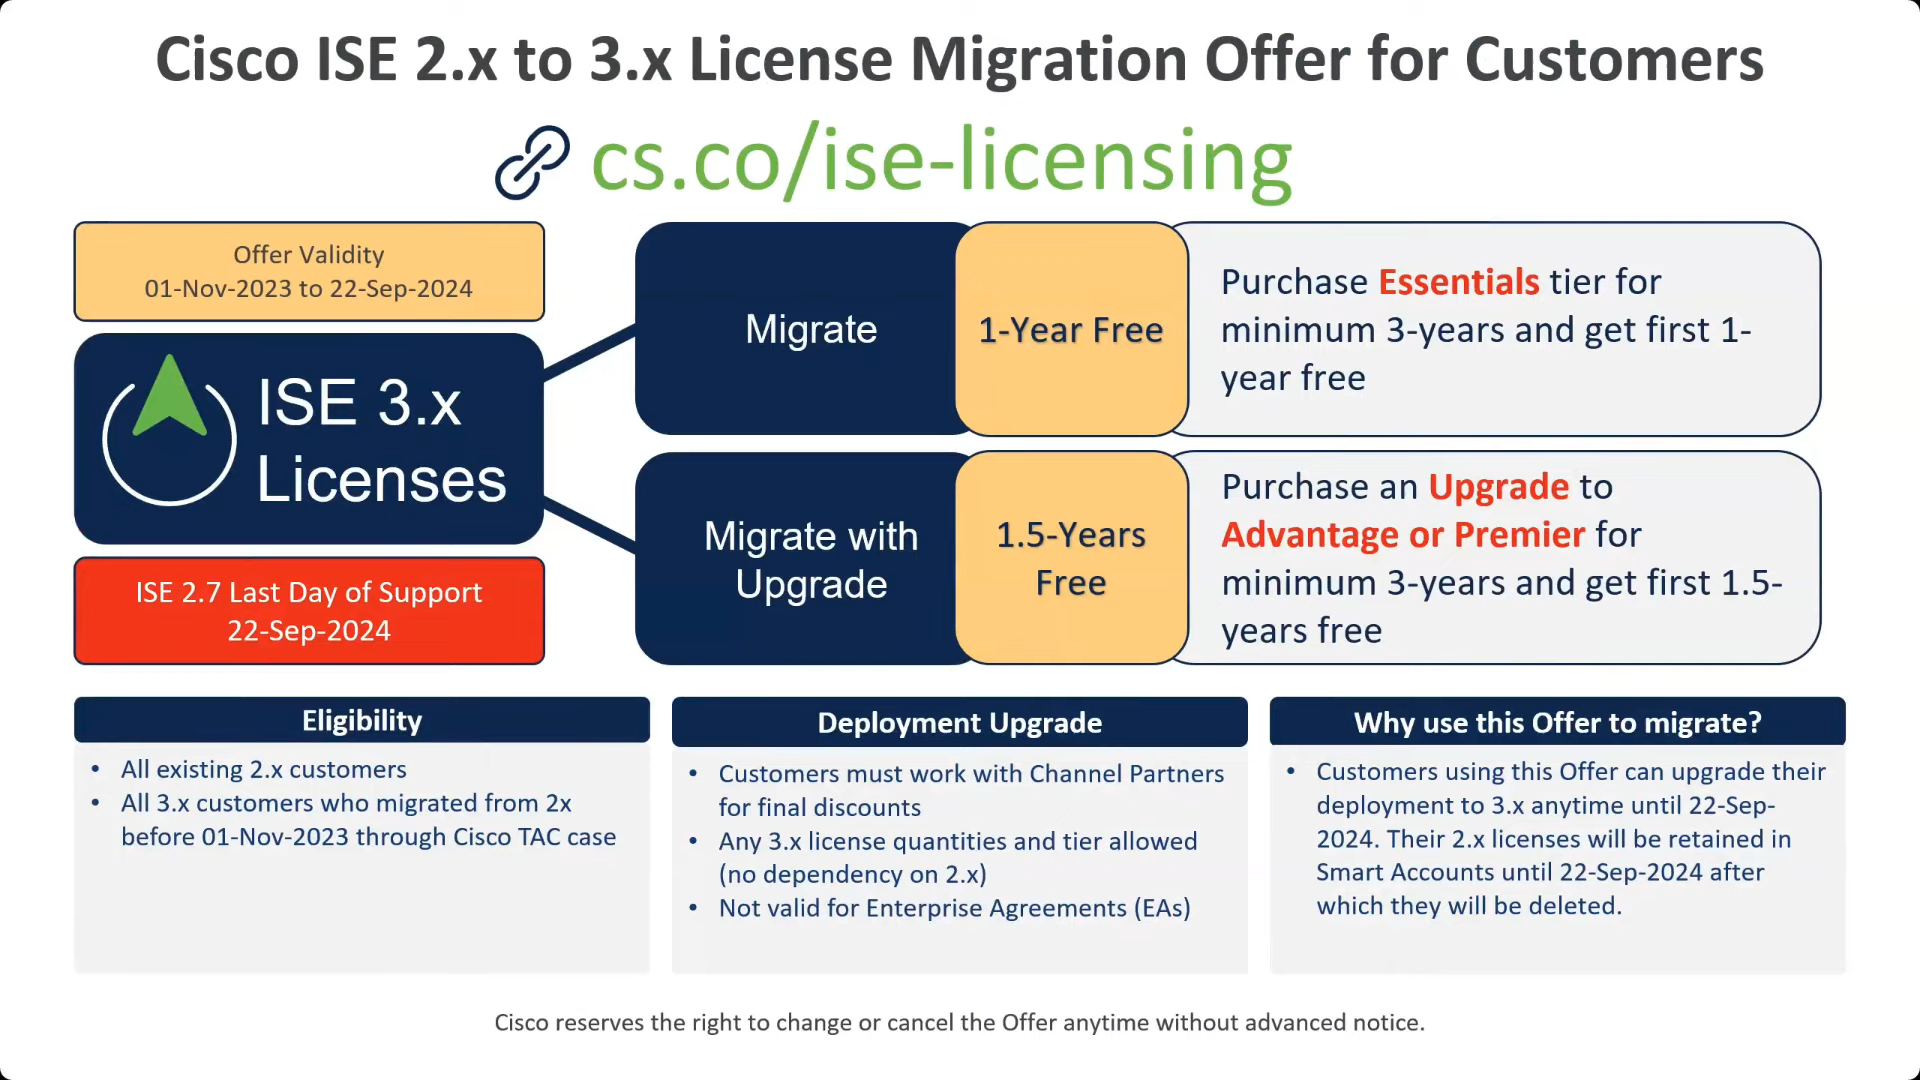 Cisco ISE 2.x to 3.x License Migration Offer for Customers
cs.co/ise-licensing
Offer Validity
01-Nov-2023 to 22-Sep-2024
ISE 3.x
Licenses
ISE 2.7 Last Day of Support
22-Sep-2024
Migrate
1-Year Free
Purchase Essentials tier for
minimum 3-years and get first 1-
year free
Migrate with
Upgrade
1.5-Years
Free
Purchase an Upgrade to
Advantage or Premier for
minimum 3-years and get first 1.5-
years free
Eligibility
• All existing 2.x customers
• All 3.x customers who migrated from 2x
before 01-Nov-2023 through Cisco TAC case
Deployment Upgrade
• Customers must work with Channel Partners
for final discounts
• Any 3.x license quantities and tier allowed
(no dependency on 2.x)
• Not valid for Enterprise Agreements (EAs)
Why use this Offer to migrate?
• Customers using this Offer can upgrade their
deployment to 3.x anytime until 22-Sep-
2024. Their 2.x licenses will be retained in
Smart Accounts until 22-Sep-2024 after
which they will be deleted.
Cisco reserves the right to change or cancel the Offer anytime without advanced notice.